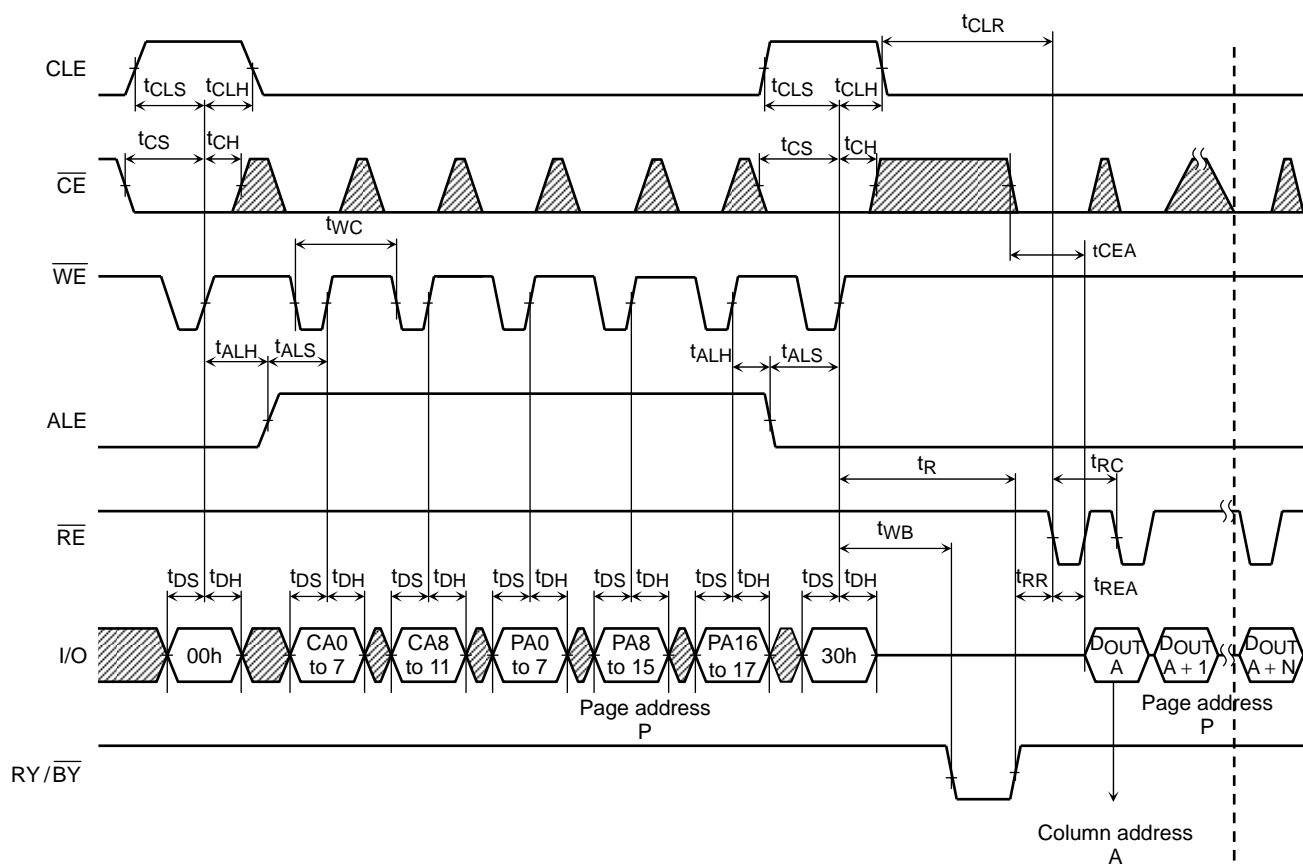 tCLR
CLE
tCLS tCLH tCLS tCLH
tCS tCH tCS tCH
CE
tWC
tCEA
WE
tALH tALS tALH tALS
ALE
tR tRC
RE
tWB
tDS tDH tDS tDH tDS tDH tDS tDH tDS tDH tDS tDH tDS tDH tRR tREA
I/O
00h
CA0
to 7
CA8
to 11
PA0
to 7
PA8
to 15
PA16
to 17
30h
DOUT
A
DOUT
A + 1
DOUT
A + N
Page address
P
Page address
P
RY/BY
Column address
A